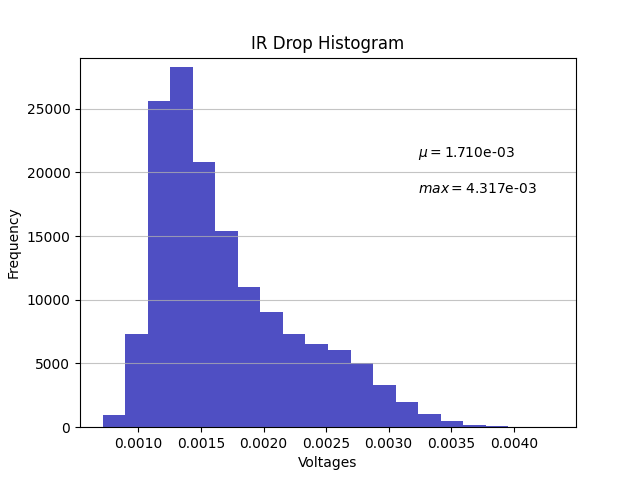 IR Drop Histogram
25000
20000
15000
10000
5000
0
Frequency
μ = 1.710e-03
max = 4.317e-03
0.0010 0.0015 0.0020 0.0025 0.0030 0.0035 0.0040
Voltages